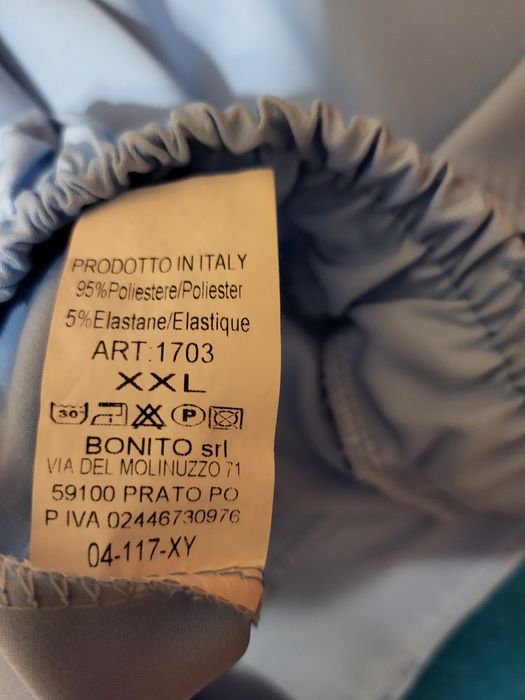 PRODOTTO IN ITALY
95%Poliestere/Poliester
5%Elastane/Elastique
ART:1703
XXL
30° P
BONITO srl
VIA DEL MOLINUZZO 71
59100 PRATO PO
P.IVA 02446730976
04-117-XY